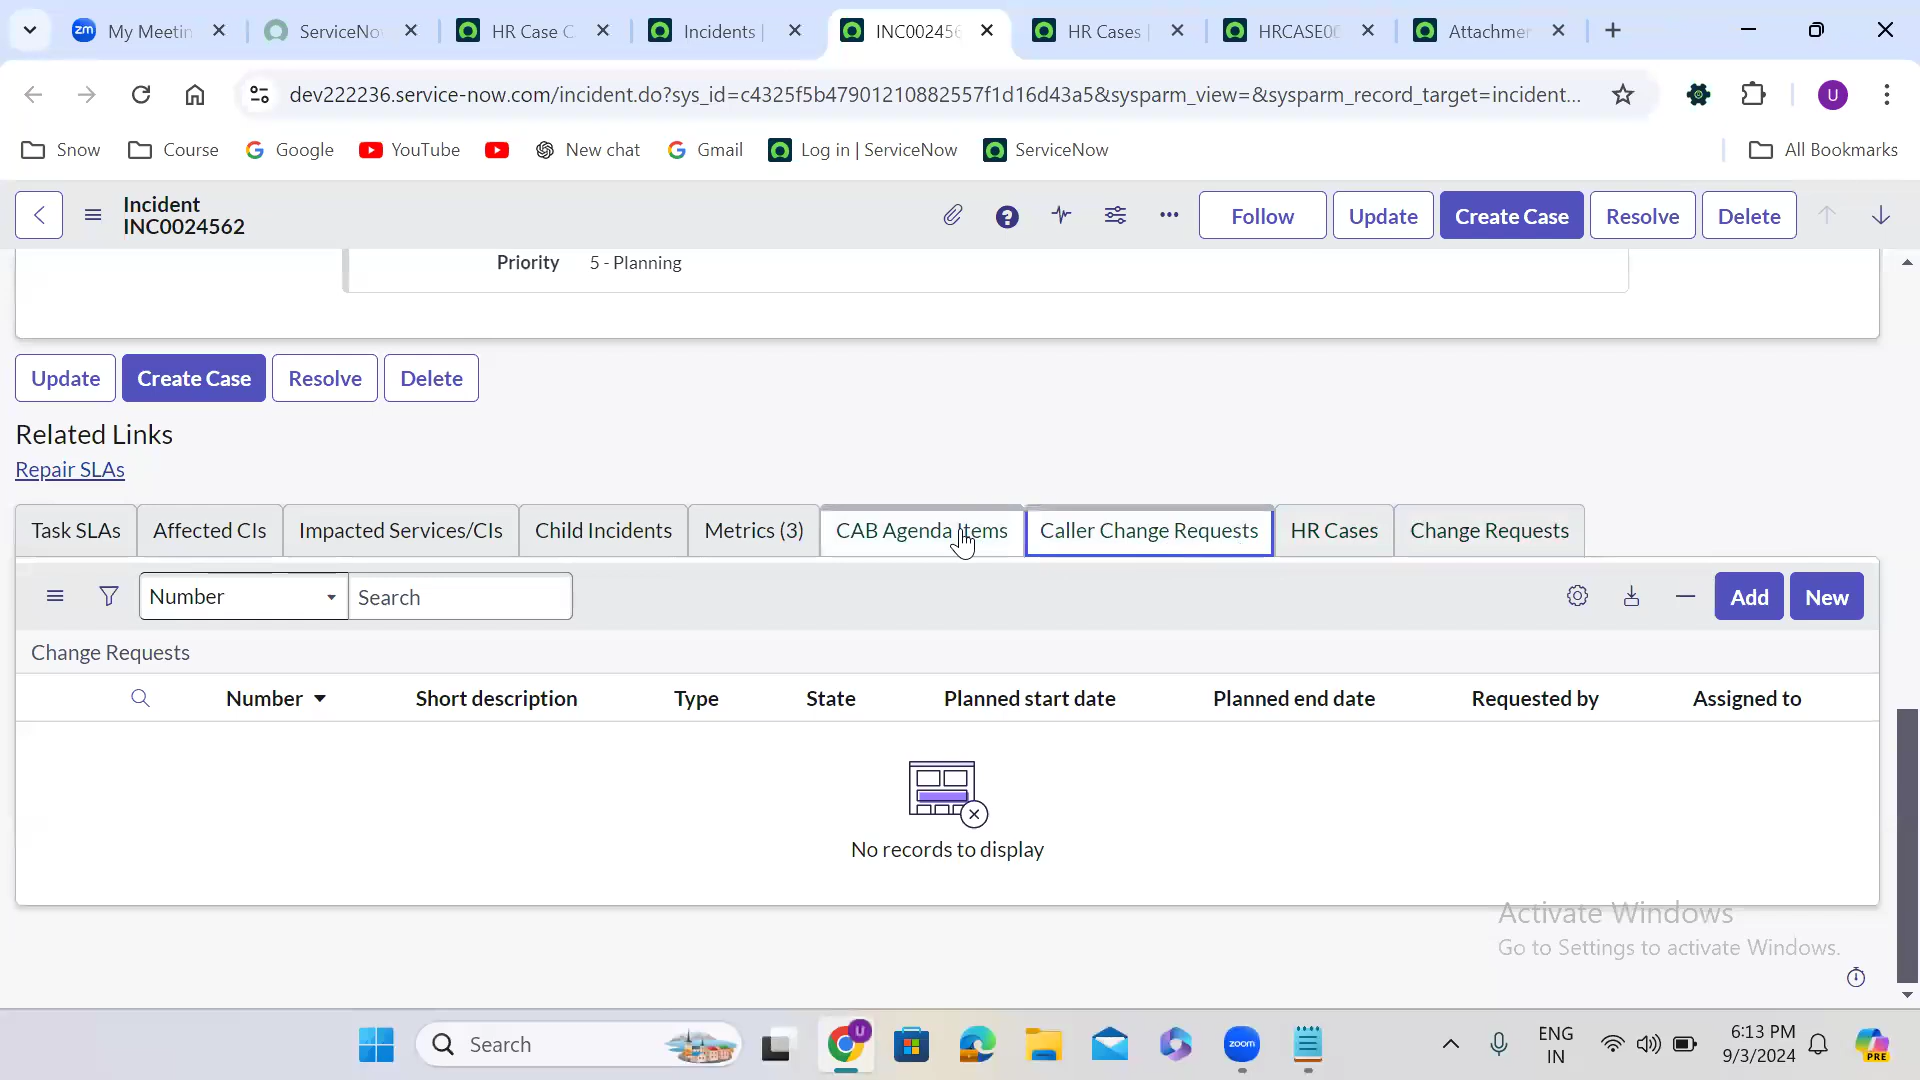 My Meetin
ServiceNo
HR Case C
Incidents |
INC002456
HR Cases |
HRCASE00
Attachmen
dev222236.service-now.com/incident.do?sys_id=c4325f5b47901210882557f1d16d43a5&sysparm_view=&sysparm_record_target=incident...
U
Snow
Course
Google
YouTube
New chat
Gmail
Log in | ServiceNow
ServiceNow
All Bookmarks
Incident
INC0024562
Follow
Update
Create Case
Resolve
Delete
Priority 5 - Planning
Update
Create Case
Resolve
Delete
Related Links
Repair SLAs
Task SLAs
Affected CIs
Impacted Services/CIs
Child Incidents
Metrics (3)
CAB Agenda Items
Caller Change Requests
HR Cases
Change Requests
Number
Search
Add
New
Change Requests
Number
Short description
Type
State
Planned start date
Planned end date
Requested by
Assigned to
No records to display
Activate Windows
Go to Settings to activate Windows.
Search
U
zoom
ENG
IN
6:13 PM
9/3/2024
PRE